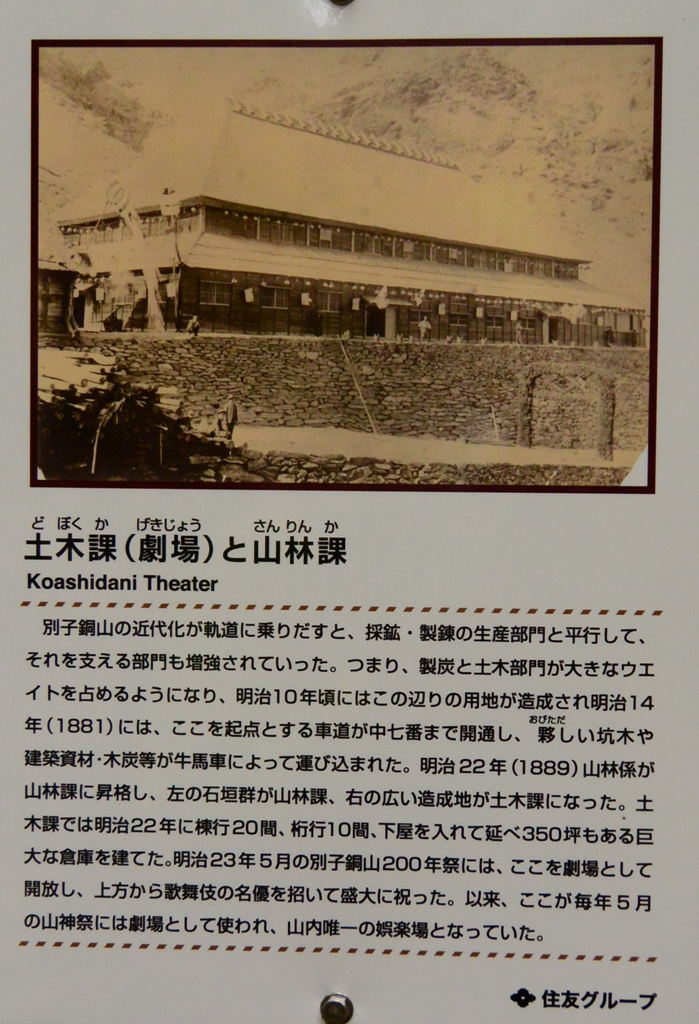 どぼくか げきじょう さんりんか
土木課(劇場)と山林課
Koashidani Theater
別子銅山の近代化が軌道に乗りだすと、採鉱・製錬の生産部門と平行して、
それを支える部門も増強されていった。つまり、製炭と土木部門が大きなウエ
イトを占めるようになり、明治10年頃にはこの辺りの用地が造成され明治14
おびただ
年(1881)には、ここを起点とする車道が中七番まで開通し、夥しい坑木や
建築資材・木炭等が牛馬車によって運び込まれた。明治22年(1889)山林係が
山林課に昇格し、左の石垣群が山林課、右の広い造成地が土木課になった。土
木課では明治22年に棟行20間、桁行10間、下屋を入れて延べ350坪もある巨
大な倉庫を建てた。明治23年5月の別子銅山200年祭には、ここを劇場として
開放し、上方から歌舞伎の名優を招いて盛大に祝った。以来、ここが毎年5月
の山神祭には劇場として使われ、山内唯一の娯楽場となっていた。
住友グループ